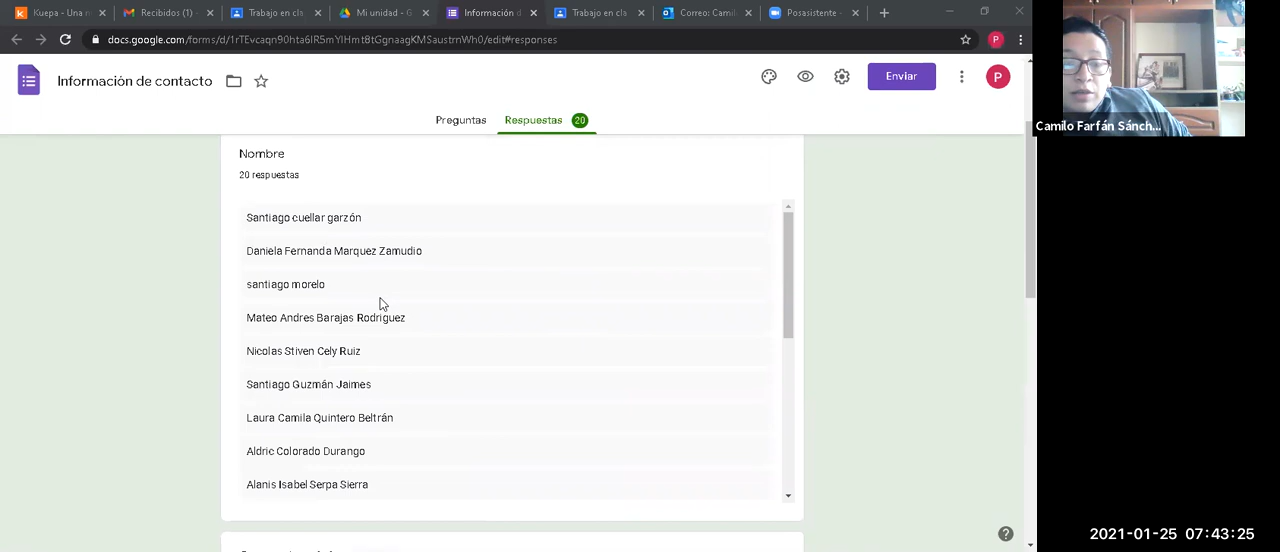 Kuepa - Una n
Recibidos (1) -
Trabajo en cla
Mi unidad - G
Información d
Trabajo en cla
Correo: Camil
Posasistente -
docs.google.com/forms/d/1rTEvcaqn90hta6IR5mYIHmt8tGgnaagKMSaustrnWh0/edit#responses
P
Información de contacto
Enviar
P
Preguntas
Respuestas 20
Nombre
20 respuestas
Santiago cuellar garzón
Daniela Fernanda Marquez Zamudio
santiago morelo
Mateo Andres Barajas Rodriguez
Nicolas Stiven Cely Ruiz
Santiago Guzmán Jaimes
Laura Camila Quintero Beltrán
Aldric Colorado Durango
Alanis Isabel Serpa Sierra
Camilo Farfán Sánch...
2021-01-25 07:43:25